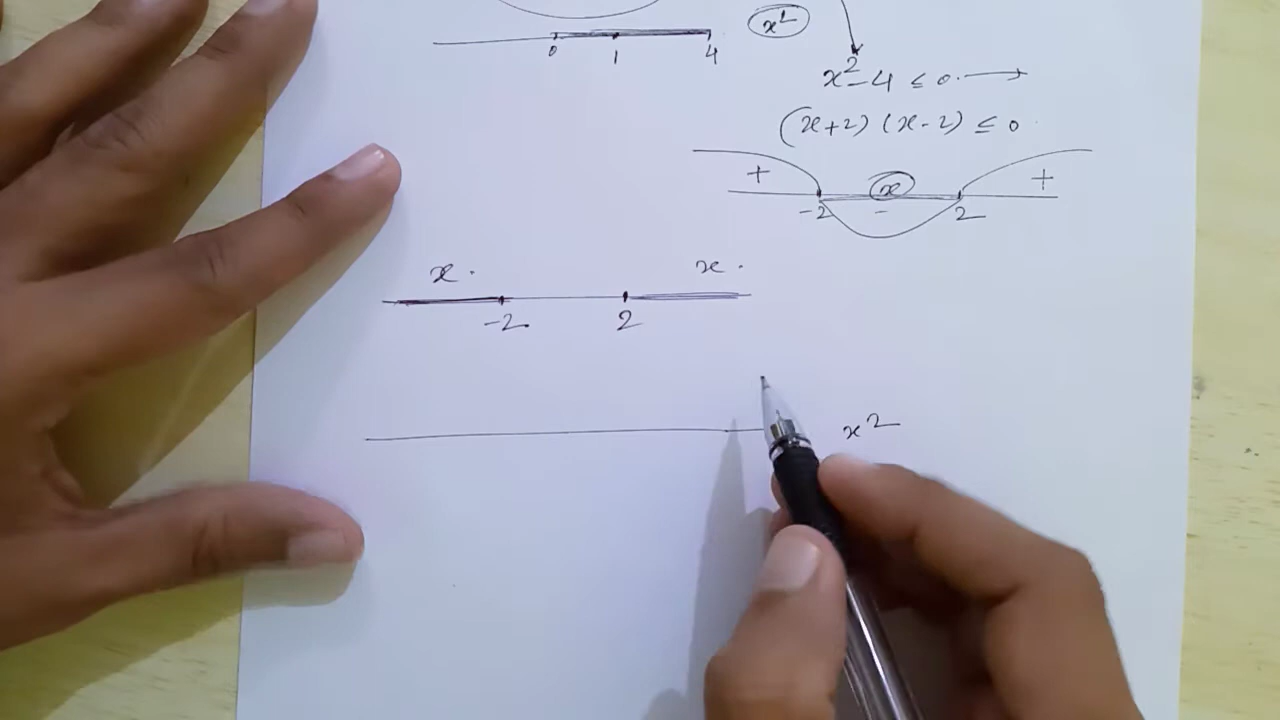 0 1 4
x²
x² - 4 ≤ 0 →
(x+2) (x-2) ≤ 0
+ x +
-2 - 2
x . x .
-2 2
x²